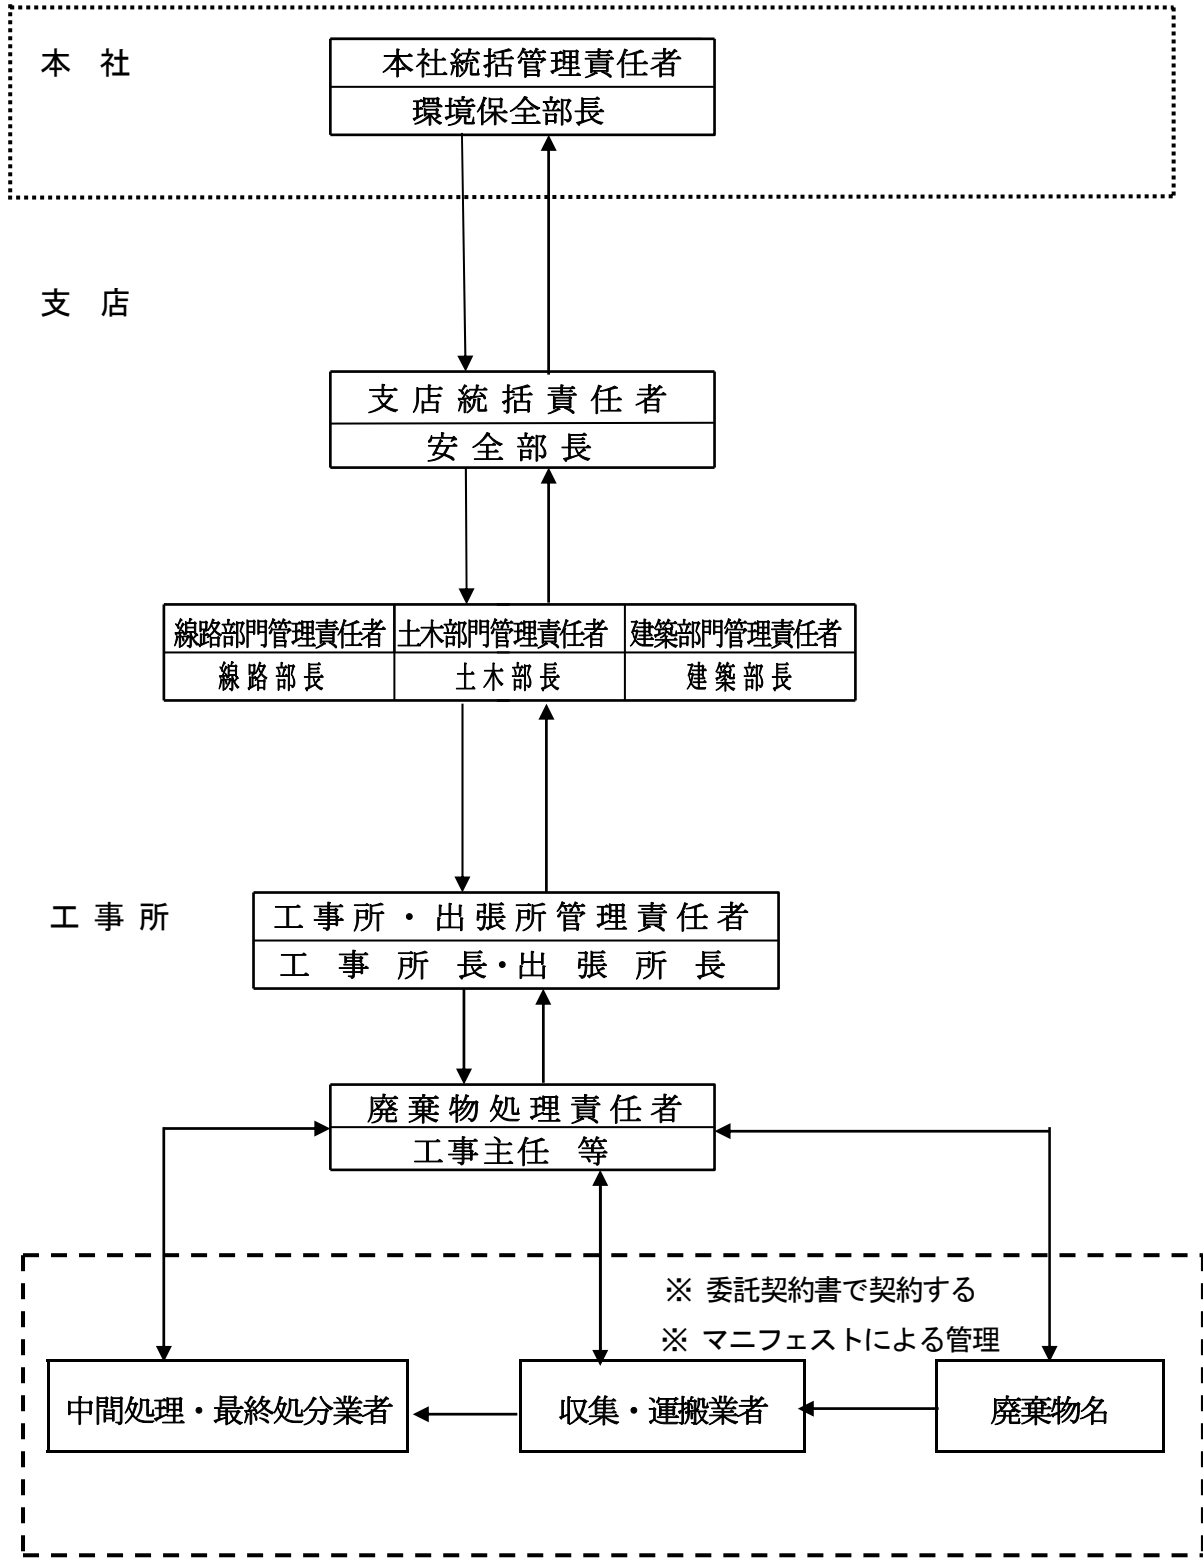 本 社
本社統括管理責任者
環境保全部長
支 店
支店統括責任者
安全部長
線路部門管理責任者
線路部長
土木部門管理責任者
土木部長
建築部門管理責任者
建築部長
工事所
工事所・出張所管理責任者
工事所長・出張所長
廃棄物処理責任者
工事主任 等
※ 委託契約書で契約する
※ マニフェストによる管理
中間処理・最終処分業者
収集・運搬業者
廃棄物名